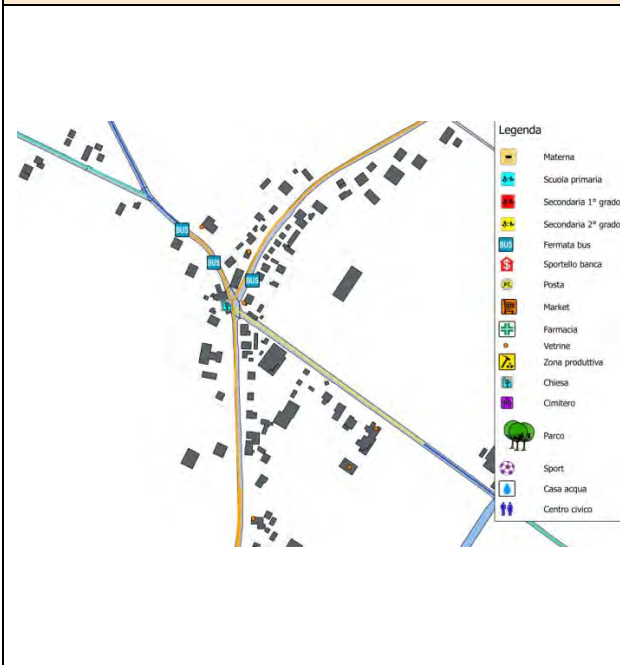 BUS
BUS
BUS
Legenda
Materna
Scuola primaria
Secondaria 1° grado
Secondaria 2° grado
BUS Fermata bus
$ Sportello banca
Posta
Market
Farmacia
Vetrine
Zona produttiva
Chiesa
Cimitero
Parco
Sport
Casa acqua
Centro civico